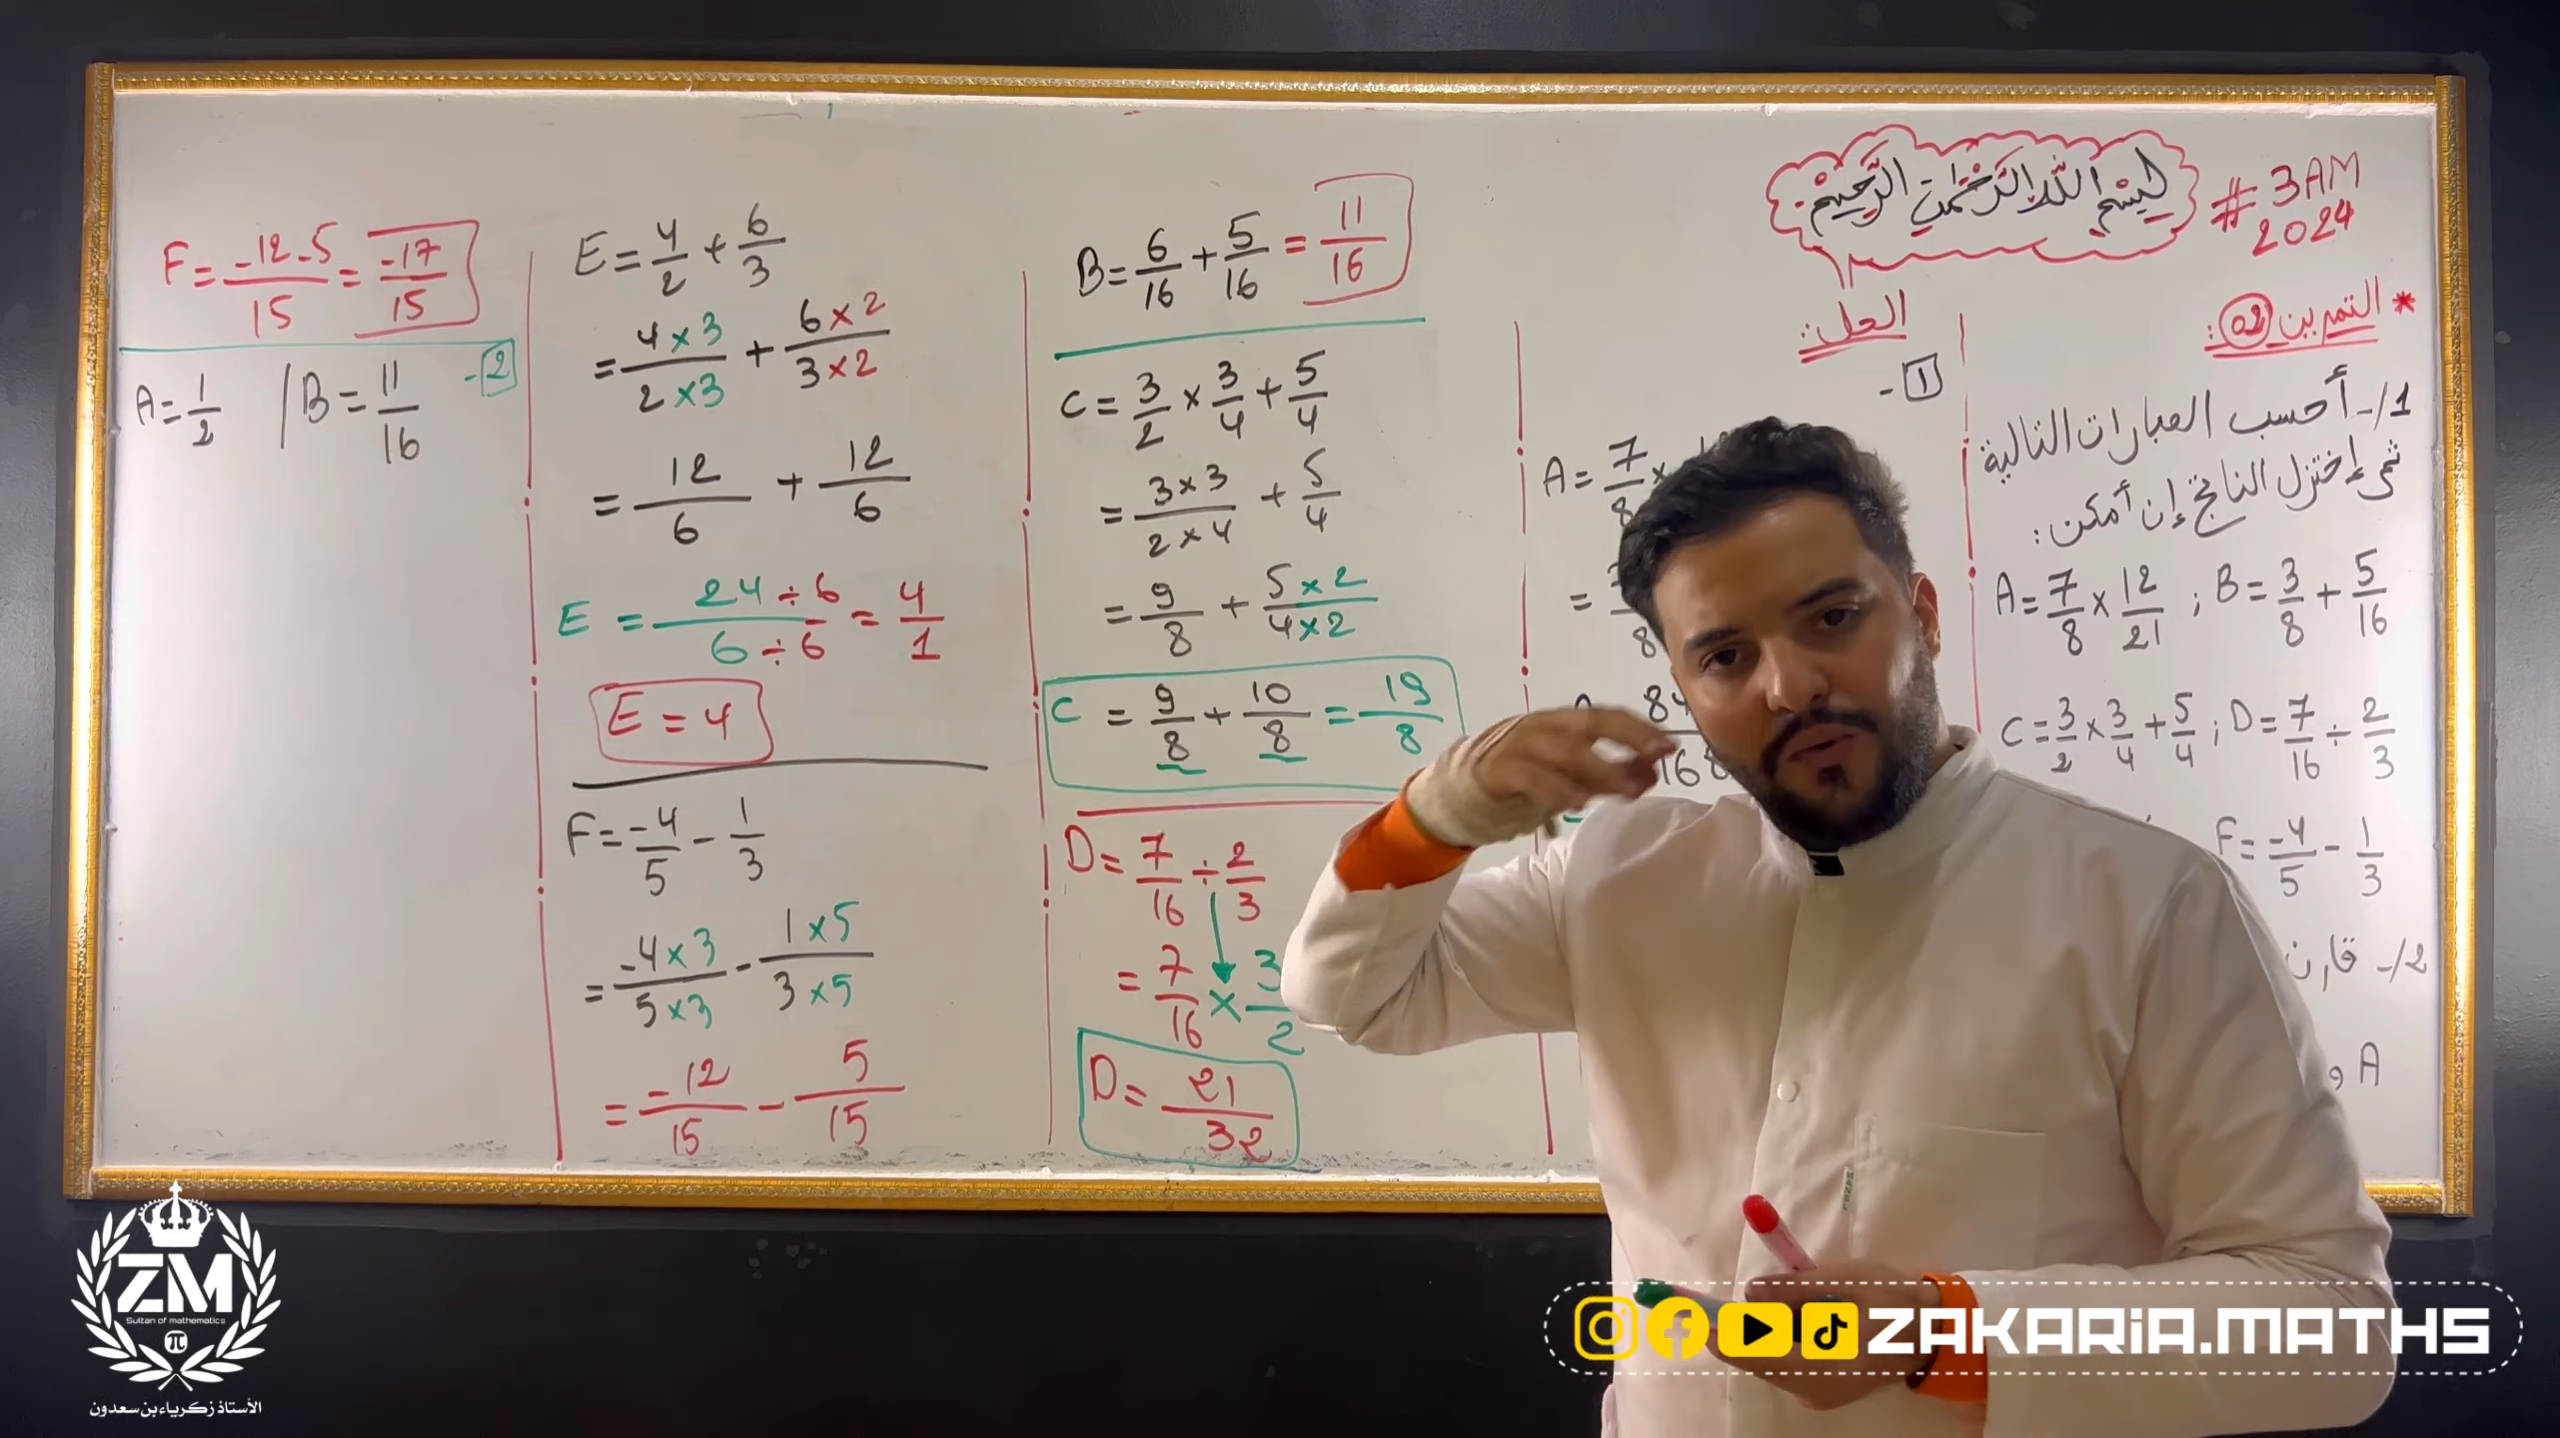 بسم الله الرحمن الرحيم
# 3AM
2024
* التمرين 02:
1/- أحسب العبارات التالية
ثم إختزل الناتج إن أمكن:
A = 7/8 × 12/21 ; B = 3/8 + 5/16
C = 3/2 × 3/4 + 5/4 ; D = 7/16 ÷ 2/3
F = -4/5 - 1/3
2/- قارن
A و
الحل:
1-
A = 7/8 ×
=
84
168
B = 6/16 + 5/16 = 11/16
C = 3/2 × 3/4 + 5/4
= 3×3/2×4 + 5/4
= 9/8 + 5×2/4×2
C = 9/8 + 10/8 = 19/8
D = 7/16 ÷ 2/3
= 7/16 × 3/2
D = 21/32
E = 4/2 + 6/3
= 4×3/2×3 + 6×2/3×2
= 12/6 + 12/6
E = 24÷6/6÷6 = 4/1
E = 4
F = -4/5 - 1/3
= -4×3/5×3 - 1×5/3×5
= -12/15 - 5/15
F = -12-5/15 = -17/15
2-
A = 1/2 / B = 11/16
ZM
Sultan of mathematics
π
الأستاذ زكرياء بن سعدون
ZAKARiA.MATHS